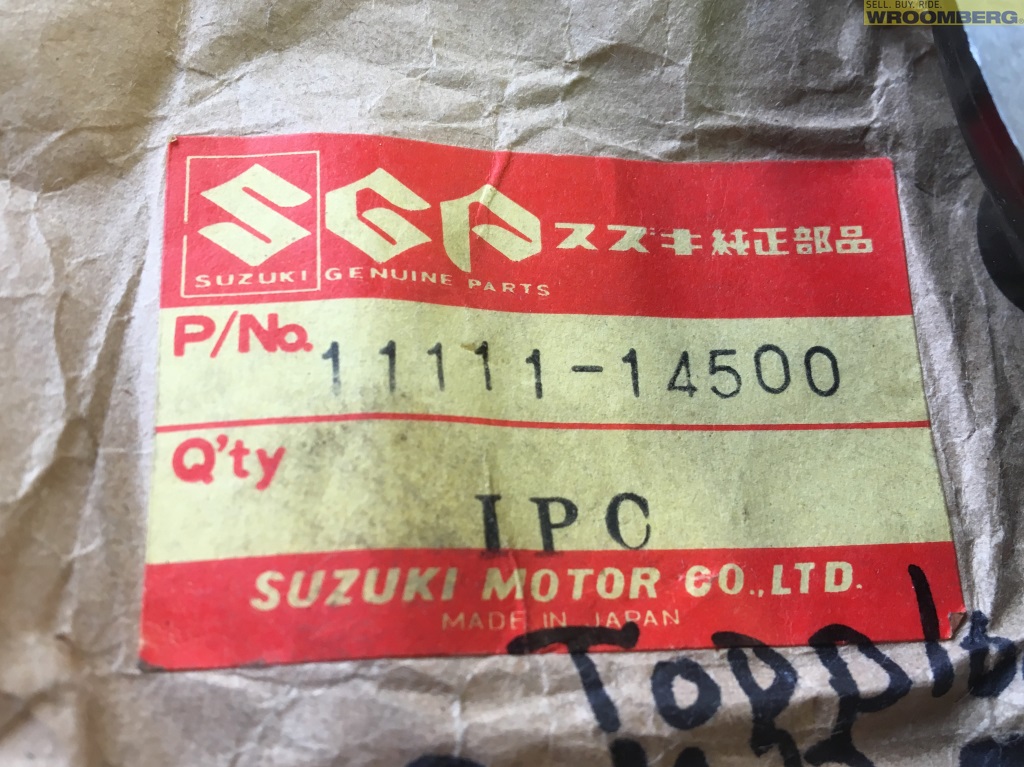 SELL. BUY. RIDE.
WROOMBERG
SGP スズキ純正部品
SUZUKI GENUINE PARTS
P/No. 11111-14500
Q'ty
1PC
SUZUKI MOTOR CO.,LTD.
MADE IN JAPAN